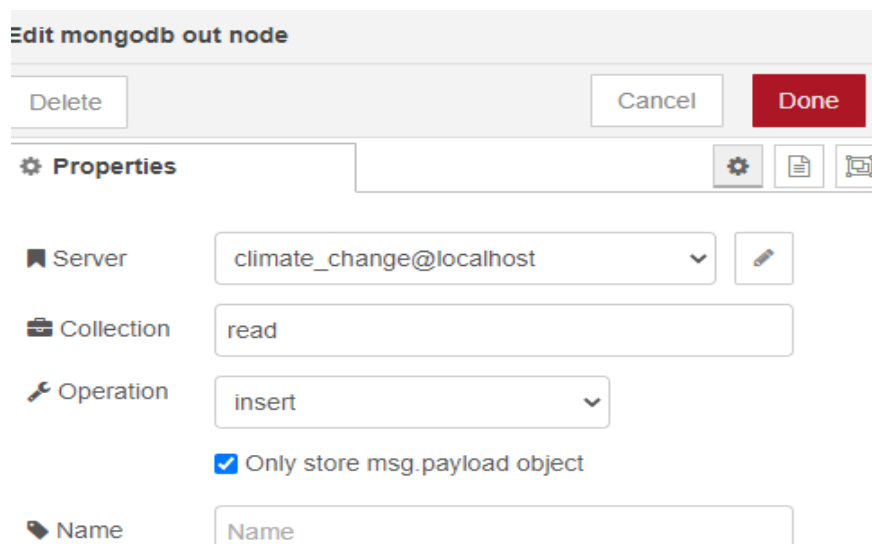 Edit mongodb out node
Delete Cancel Done
Properties
Server climate_change@localhost
Collection read
Operation insert
Only store msg.payload object
Name Name